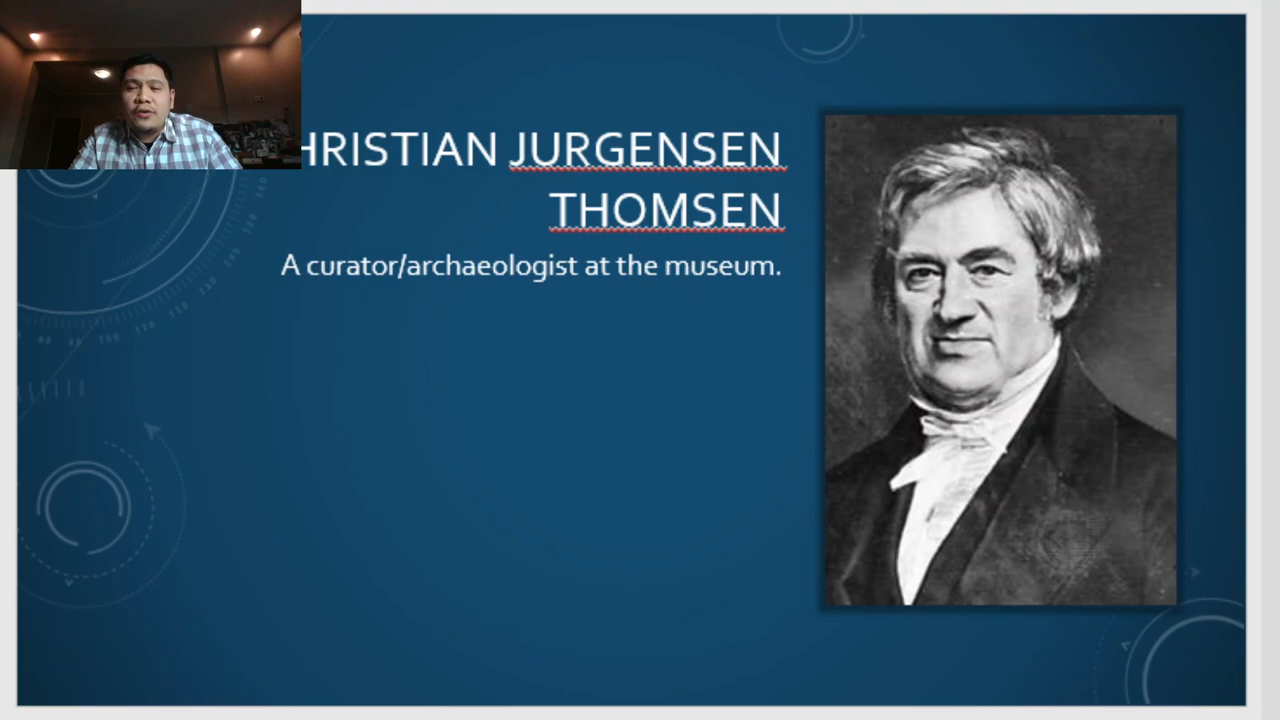 HRISTIAN JURGENSEN
THOMSEN
A curator/archaeologist at the museum.